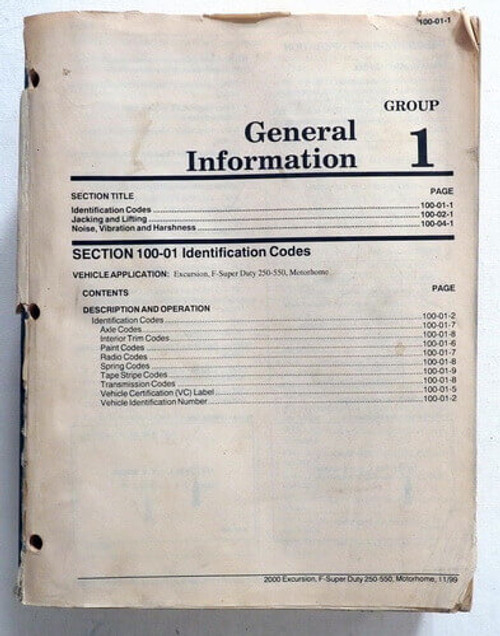 100-01-1
GROUP
General
Information 1
SECTION TITLE PAGE
Identification Codes 100-01-1
Jacking and Lifting 100-02-1
Noise, Vibration and Harshness 100-04-1
SECTION 100-01 Identification Codes
VEHICLE APPLICATION: Excursion, F-Super Duty 250-550, Motorhome
CONTENTS PAGE
DESCRIPTION AND OPERATION
Identification Codes 100-01-2
Axle Codes 100-01-7
Interior Trim Codes 100-01-8
Paint Codes 100-01-6
Radio Codes 100-01-7
Spring Codes 100-01-8
Tape Stripe Codes 100-01-9
Transmission Codes 100-01-8
Vehicle Certification (VC) Label 100-01-5
Vehicle Identification Number 100-01-2
2000 Excursion, F-Super Duty 250-550, Motorhome, 11/99